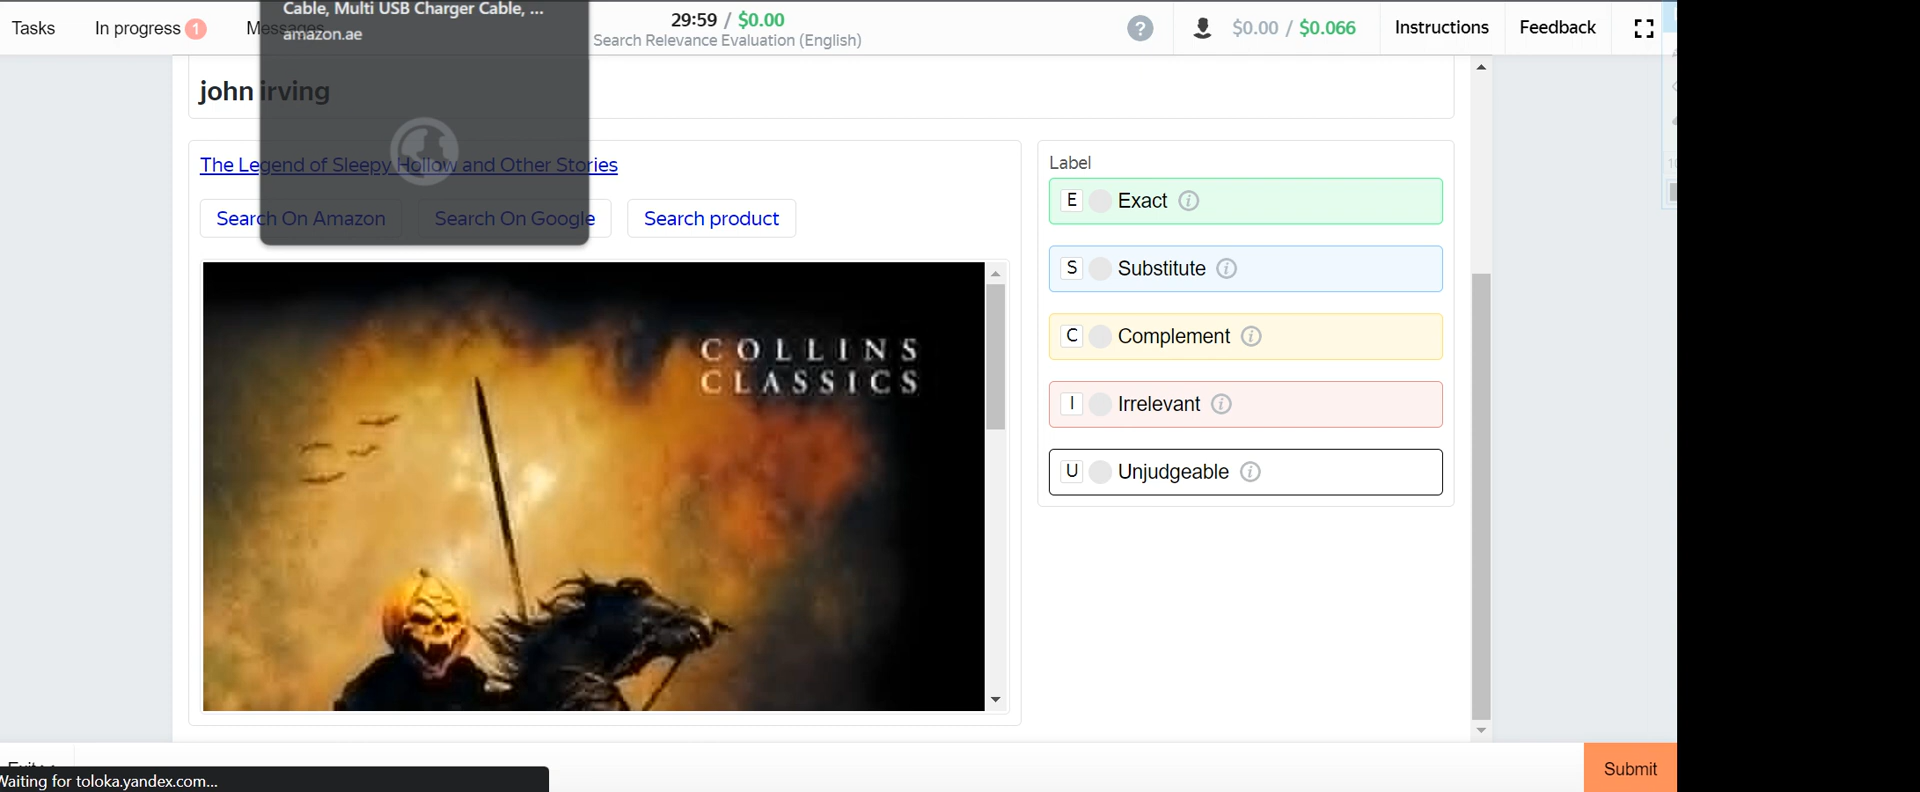 Cable, Multi USB Charger Cable, ...
amazon.ae
Tasks
In progress 1
Messages
29:59 / $0.00
Search Relevance Evaluation (English)
?
$0.00 / $0.066
Instructions
Feedback
john irving
The Legend of Sleepy Hollow and Other Stories
Search On Amazon
Search On Google
Search product
COLLINS
CLASSICS
Label
E Exact i
S Substitute i
C Complement i
I Irrelevant i
U Unjudgeable i
Waiting for toloka.yandex.com...
Submit